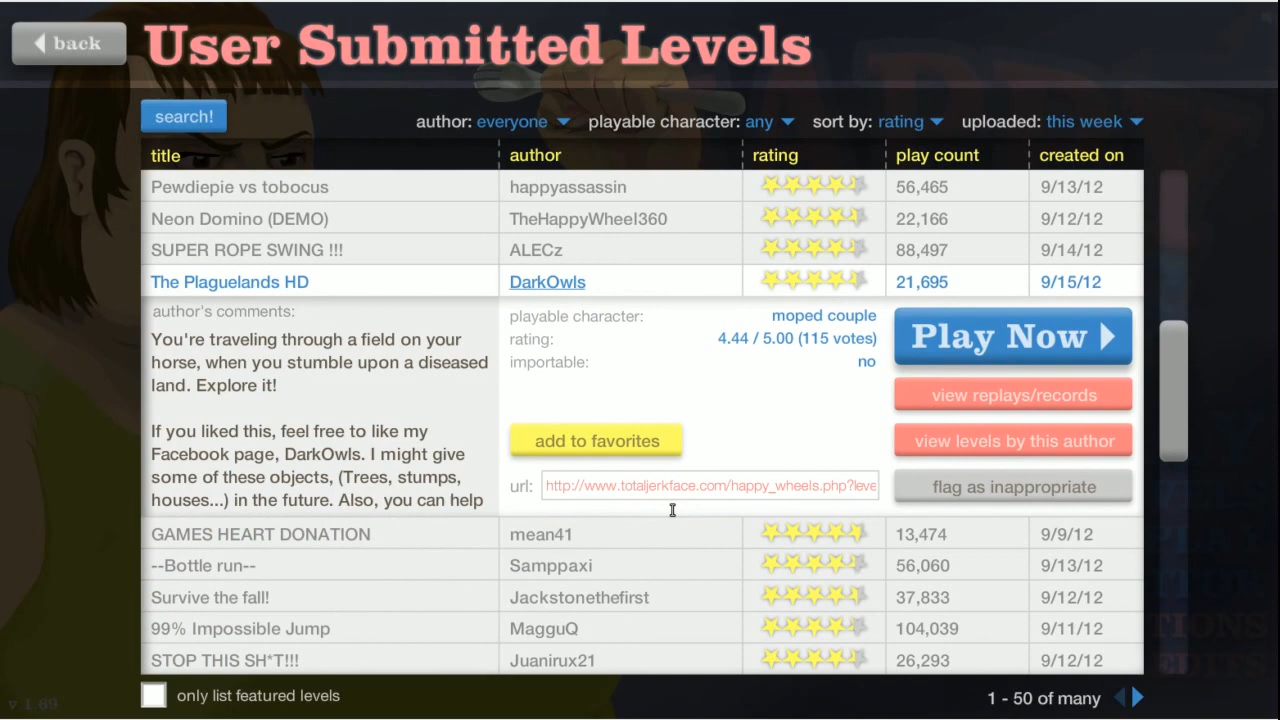 back
User Submitted Levels
search!
author: everyone playable character: any sort by: rating uploaded: this week
title author rating play count created on
Pewdiepie vs tobocus happyassassin 56,465 9/13/12
Neon Domino (DEMO) TheHappyWheel360 22,166 9/12/12
SUPER ROPE SWING !!! ALECz 88,497 9/14/12
The Plaguelands HD DarkOwls 21,695 9/15/12
author's comments:
You're traveling through a field on your
horse, when you stumble upon a diseased
land. Explore it!
If you liked this, feel free to like my
Facebook page, DarkOwls. I might give
some of these objects, (Trees, stumps,
houses...) in the future. Also, you can help
playable character: moped couple
rating: 4.44 / 5.00 (115 votes)
importable: no
add to favorites
url: http://www.totaljerkface.com/happy_wheels.php?leve
Play Now
view replays/records
view levels by this author
flag as inappropriate
GAMES HEART DONATION mean41 13,474 9/9/12
--Bottle run-- Samppaxi 56,060 9/13/12
Survive the fall! Jackstonethefirst 37,833 9/12/12
99% Impossible Jump MagguQ 104,039 9/11/12
STOP THIS SH*T!!! Juanirux21 26,293 9/12/12
only list featured levels
1 - 50 of many
v 1.69